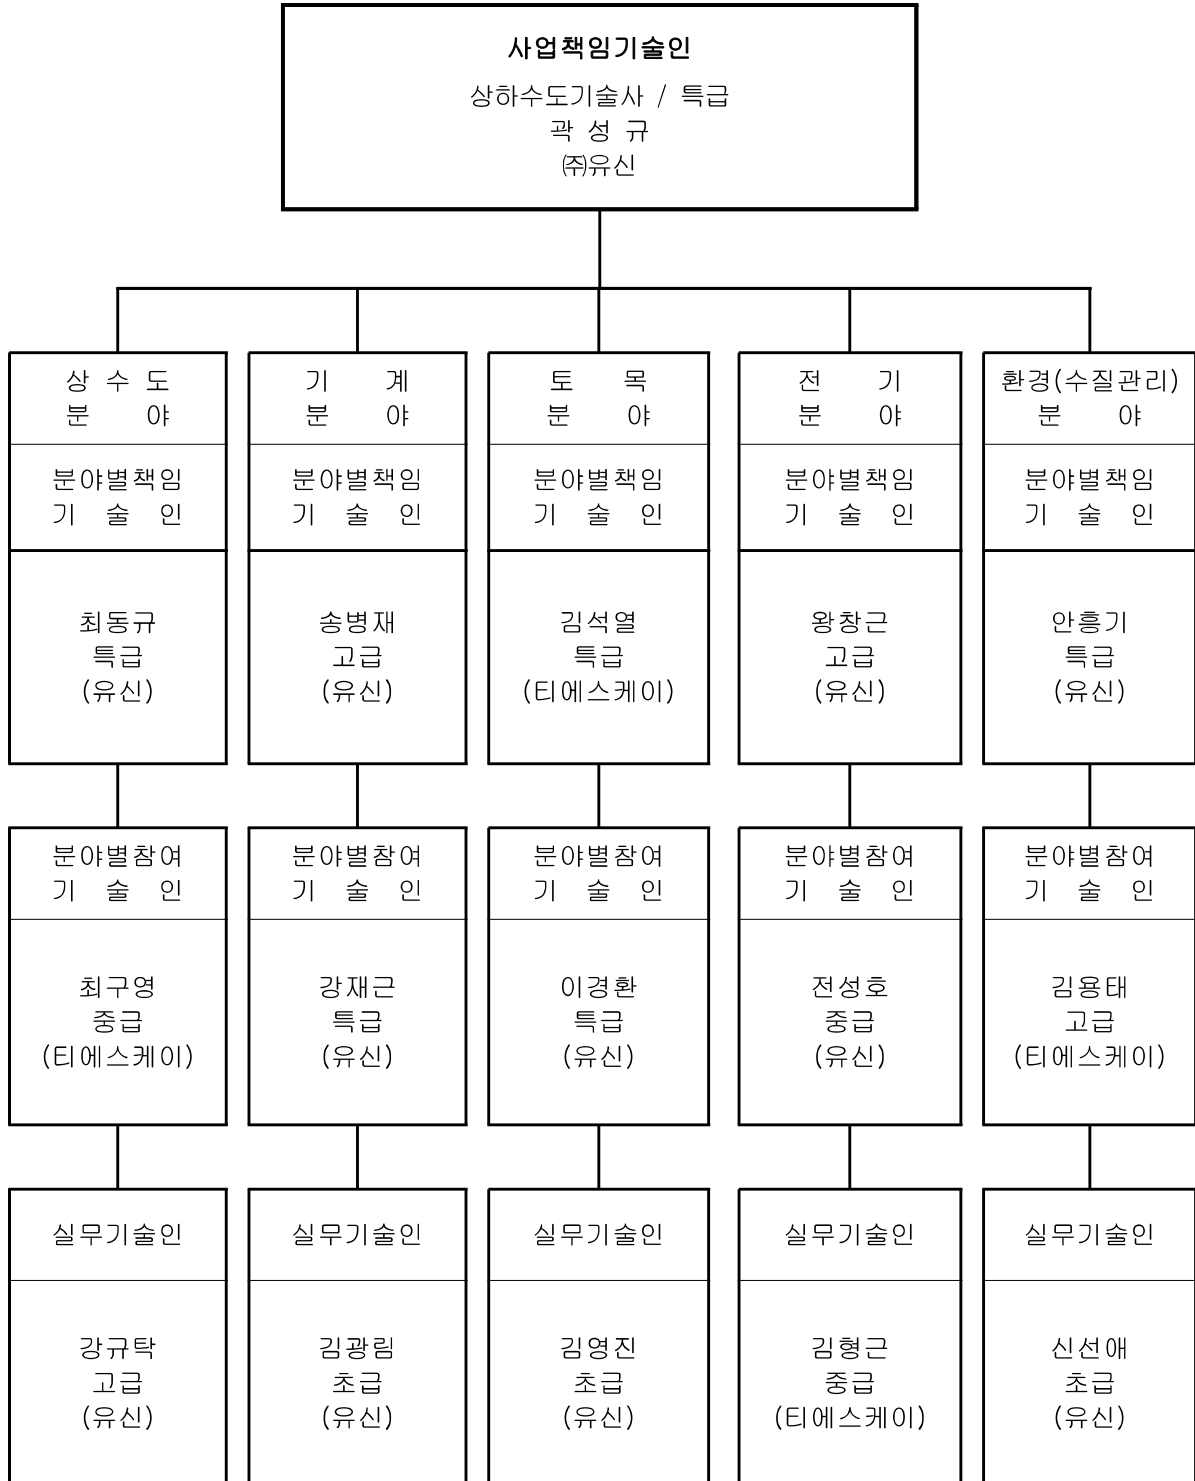 사업책임기술인
상하수도기술사 / 특급
곽 성 규
㈜유신
상 수 도
분 야
분야별책임
기 술 인
최동규
특급
(유신)
분야별참여
기 술 인
최구영
중급
(티에스케이)
실무기술인
강규탁
고급
(유신)
기 계
분 야
분야별책임
기 술 인
송병재
고급
(유신)
분야별참여
기 술 인
강재근
특급
(유신)
실무기술인
김광림
초급
(유신)
토 목
분 야
분야별책임
기 술 인
김석열
특급
(티에스케이)
분야별참여
기 술 인
이경환
특급
(유신)
실무기술인
김영진
초급
(유신)
전 기
분 야
분야별책임
기 술 인
왕창근
고급
(유신)
분야별참여
기 술 인
전성호
중급
(유신)
실무기술인
김형근
중급
(티에스케이)
환경(수질관리)
분 야
분야별책임
기 술 인
안흥기
특급
(유신)
분야별참여
기 술 인
김용태
고급
(티에스케이)
실무기술인
신선애
초급
(유신)